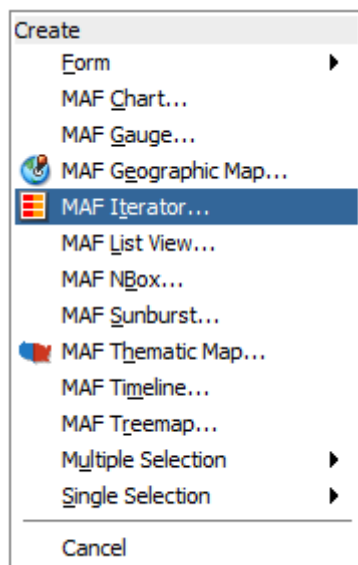 Create
Form
MAF Chart...
MAF Gauge...
MAF Geographic Map...
MAF Iterator...
MAF List View...
MAF NBox...
MAF Sunburst...
MAF Thematic Map...
MAF Timeline...
MAF Treemap...
Multiple Selection
Single Selection
Cancel